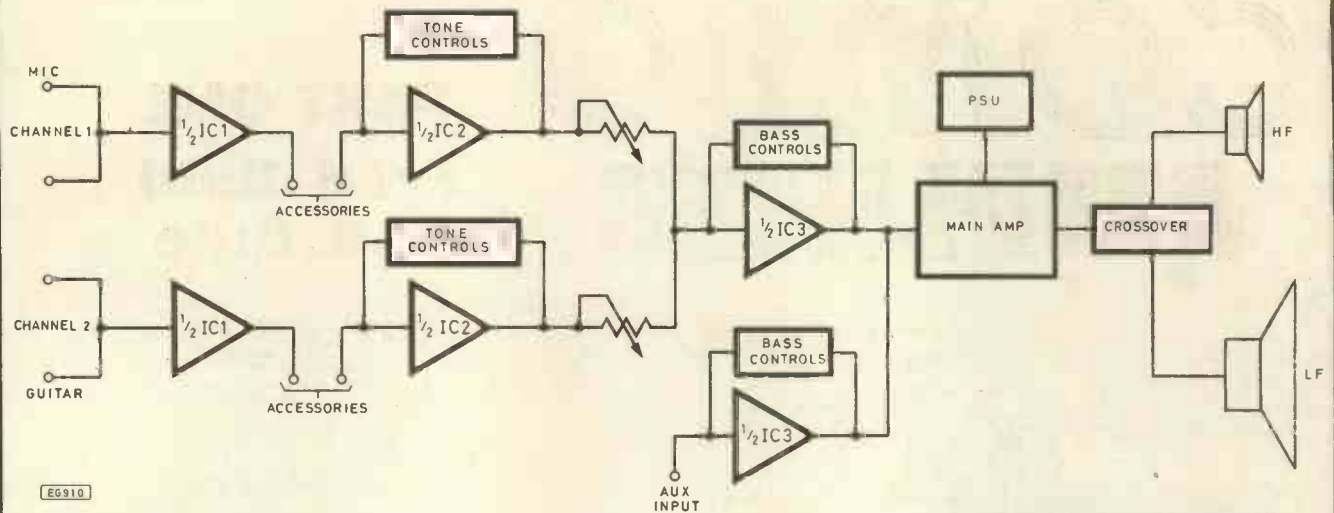 MIC
CHANNEL 1
1/2 IC1
ACCESSORIES
TONE
CONTROLS
1/2 IC2
CHANNEL 2
GUITAR
1/2 IC1
ACCESSORIES
TONE
CONTROLS
1/2 IC2
BASS
CONTROLS
1/2 IC3
BASS
CONTROLS
1/2 IC3
AUX
INPUT
PSU
MAIN AMP
CROSSOVER
HF
LF
EG910